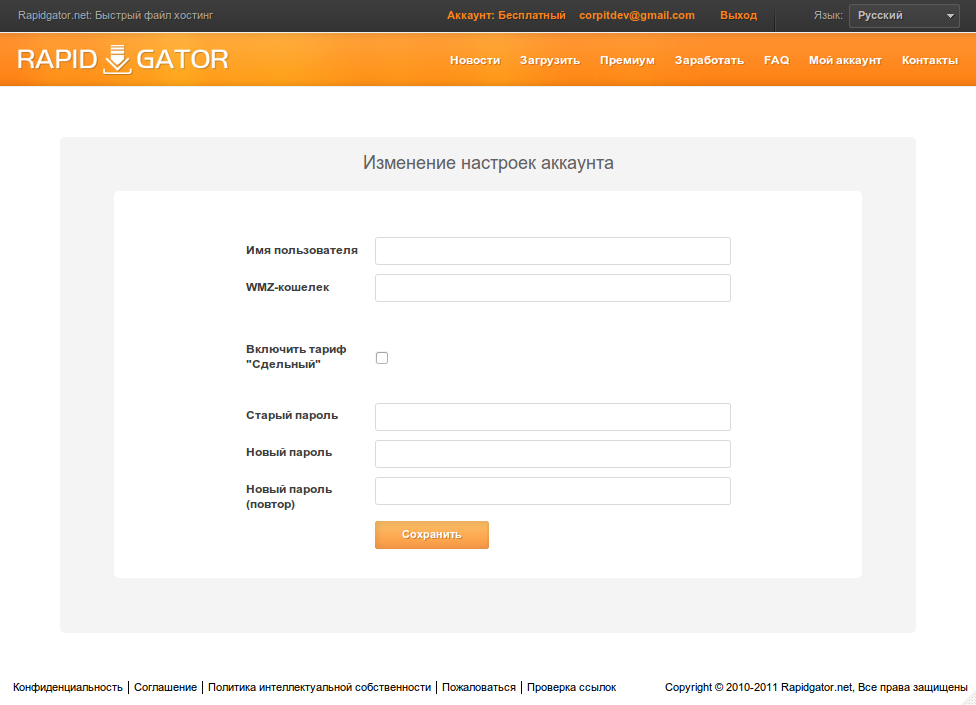 Rapidgator.net: Быстрый файл хостинг Аккаунт: Бесплатный corpitdev@gmail.com Выход Язык: Русский
RAPID GATOR Новости Загрузить Премиум Заработать FAQ Мой аккаунт Контакты
Изменение настроек аккаунта
Имя пользователя
WMZ-кошелек
Включить тариф
"Сдельный"
Старый пароль
Новый пароль
Новый пароль
(повтор)
Сохранить
Конфиденциальность | Соглашение | Политика интеллектуальной собственности | Пожаловаться | Проверка ссылок Copyright © 2010-2011 Rapidgator.net, Все права защищены